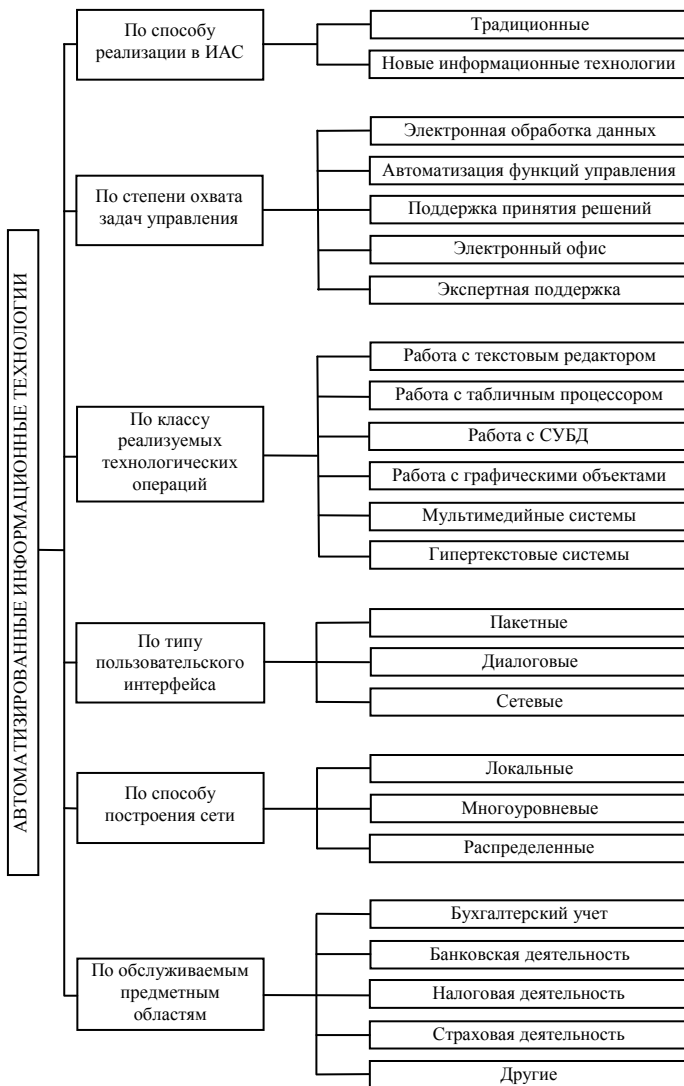 АВТОМАТИЗИРОВАННЫЕ ИНФОРМАЦИОННЫЕ ТЕХНОЛОГИИ
По способу
реализации в ИАС
Традиционные
Новые информационные технологии
По степени охвата
задач управления
Электронная обработка данных
Автоматизация функций управления
Поддержка принятия решений
Электронный офис
Экспертная поддержка
По классу
реализуемых
технологических
операций
Работа с текстовым редактором
Работа с табличным процессором
Работа с СУБД
Работа с графическими объектами
Мультимедийные системы
Гипертекстовые системы
По типу
пользовательского
интерфейса
Пакетные
Диалоговые
Сетевые
По способу
построения сети
Локальные
Многоуровневые
Распределенные
По обслуживаемым
предметным
областям
Бухгалтерский учет
Банковская деятельность
Налоговая деятельность
Страховая деятельность
Другие